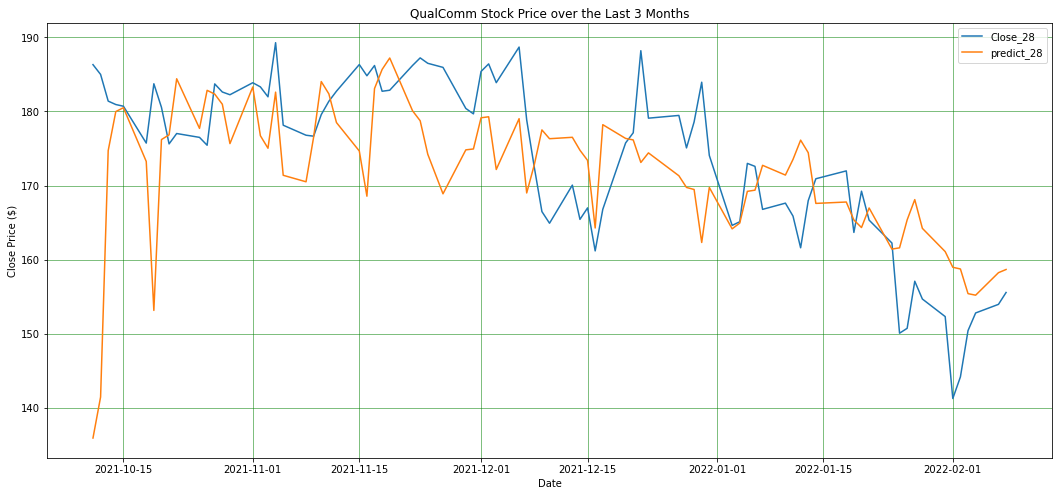 QualComm Stock Price over the Last 3 Months
Close_28
predict_28
190
180
170
160
150
140
Close Price ($)
2021-10-15
2021-11-01
2021-11-15
2021-12-01
2021-12-15
2022-01-01
2022-01-15
2022-02-01
Date